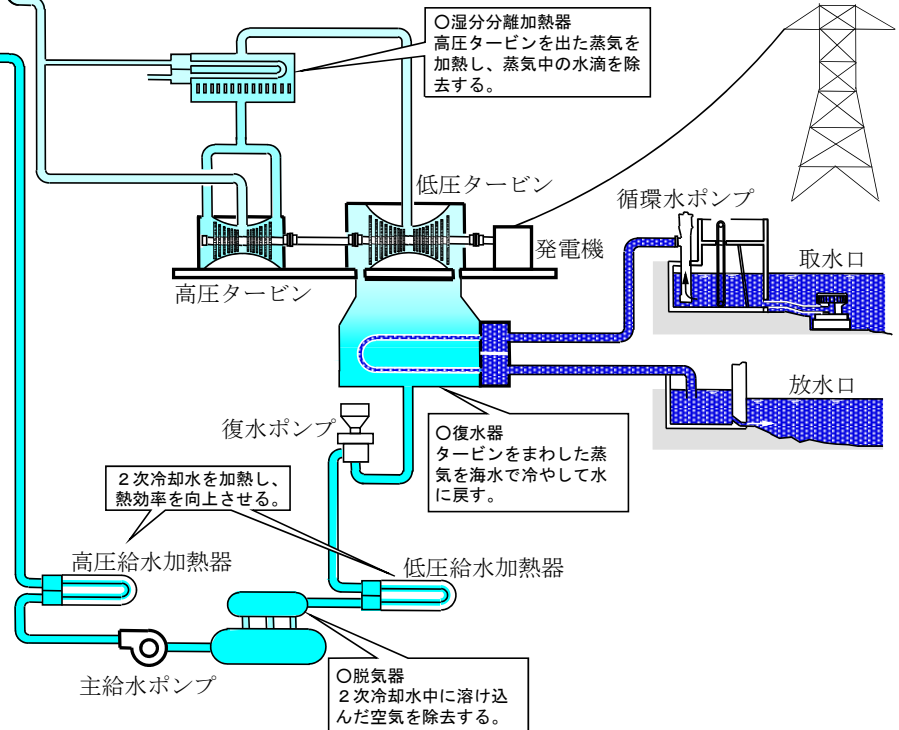 ○湿分分離加熱器
高圧タービンを出た蒸気を
加熱し、蒸気中の水滴を除
去する。
低圧タービン
循環水ポンプ
発電機
取水口
高圧タービン
放水口
復水ポンプ
○復水器
タービンをまわした蒸
気を海水で冷やして水
に戻す。
２次冷却水を加熱し、
熱効率を向上させる。
高圧給水加熱器
低圧給水加熱器
主給水ポンプ
○脱気器
２次冷却水中に溶け込
んだ空気を除去する。